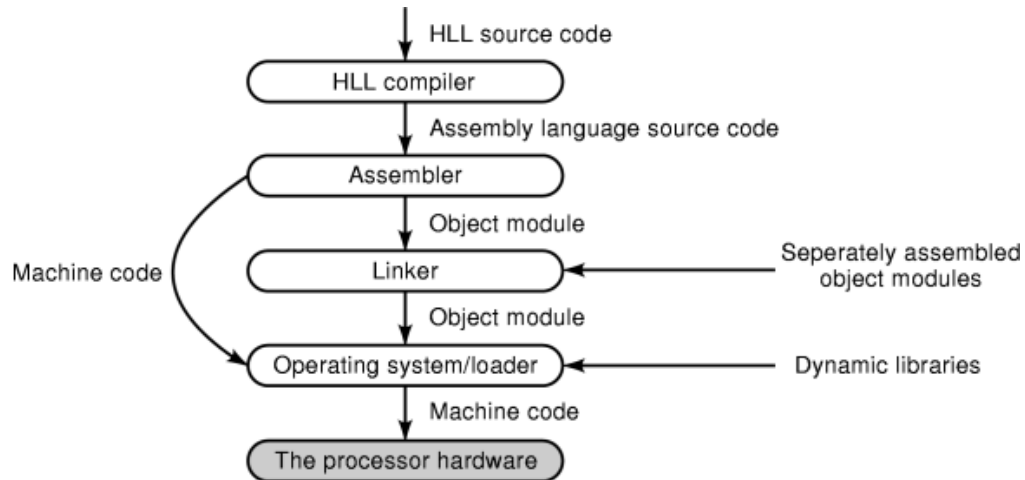 HLL source code
HLL compiler
Assembly language source code
Assembler
Object module
Machine code
Linker
Seperately assembled
object modules
Object module
Operating system/loader
Dynamic libraries
Machine code
The processor hardware